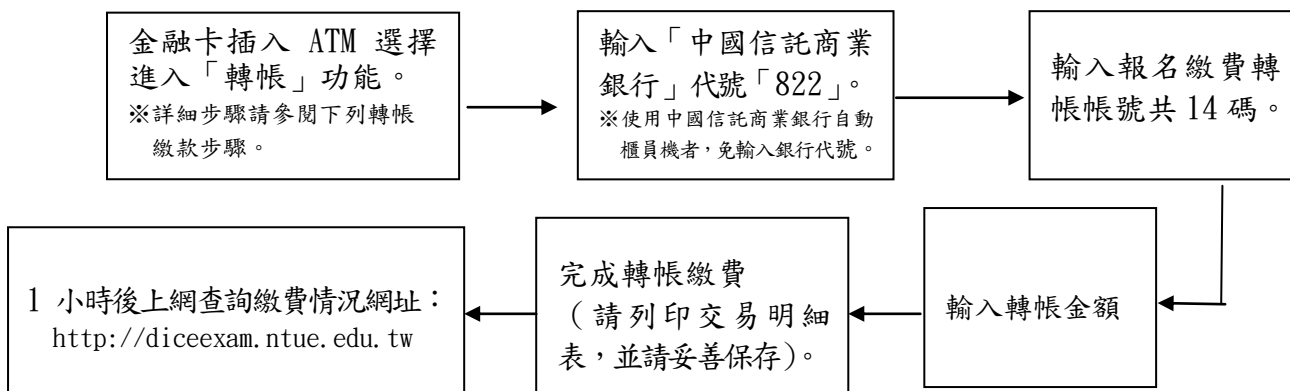 金融卡插入 ATM 選擇
進入「轉帳」功能。
※詳細步驟請參閱下列轉帳
繳款步驟。
輸入「中國信託商業
銀行」代號「822」。
※使用中國信託商業銀行自動
櫃員機者，免輸入銀行代號。
輸入報名繳費轉
帳帳號共 14 碼。
輸入轉帳金額
完成轉帳繳費
（請列印交易明細
表，並請妥善保存）。
1 小時後上網查詢繳費情況網址：
http://diceexam.ntue.edu.tw